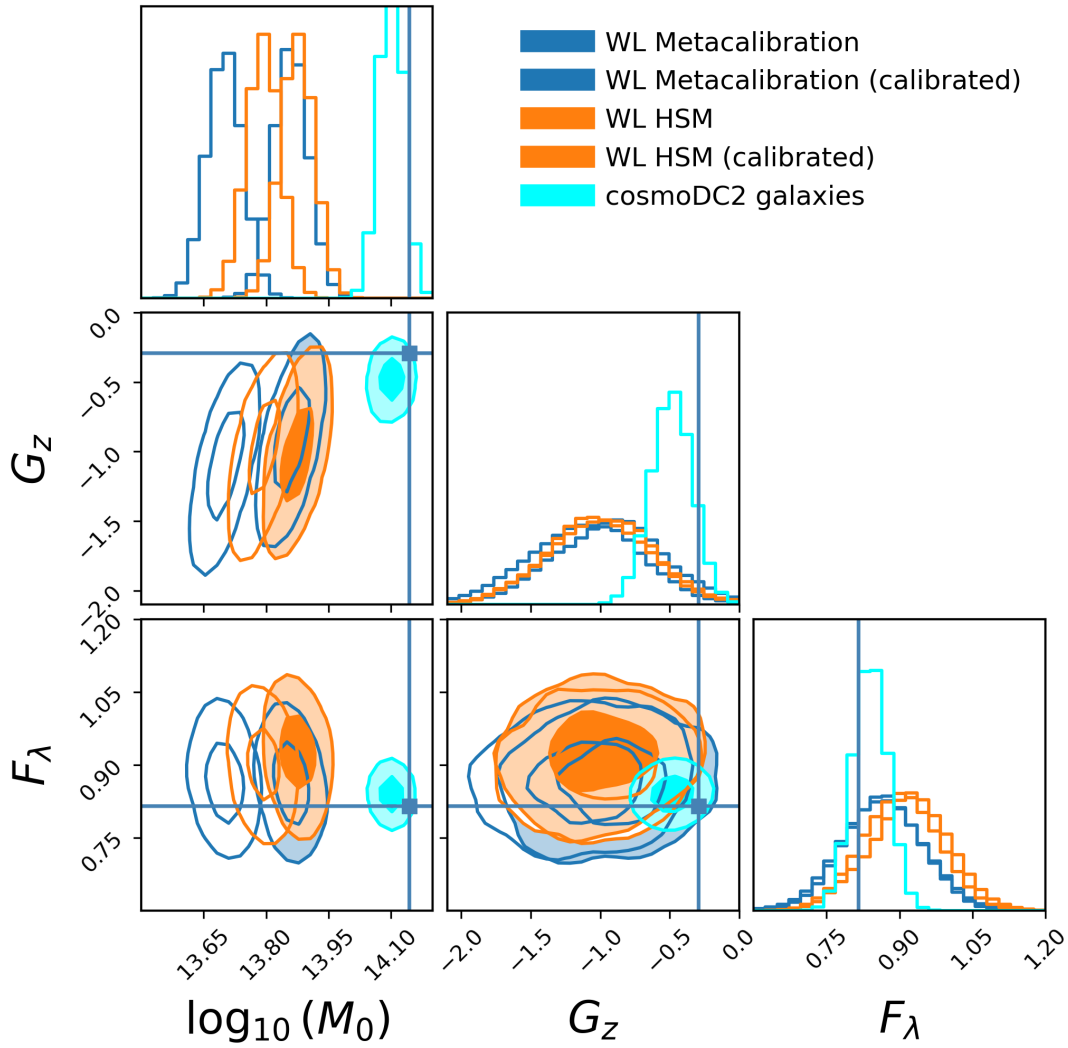 WL Metacalibration
WL Metacalibration (calibrated)
WL HSM
WL HSM (calibrated)
cosmoDC2 galaxies
0.0
−0.5
−1.0
−1.5
−2.0
G_z
1.20
1.05
0.90
0.75
F_λ
13.65 13.80 13.95 14.10
−2.0 −1.5 −1.0 −0.5 0.0
0.75 0.90 1.05 1.20
log₁₀ (M₀) G_z F_λ